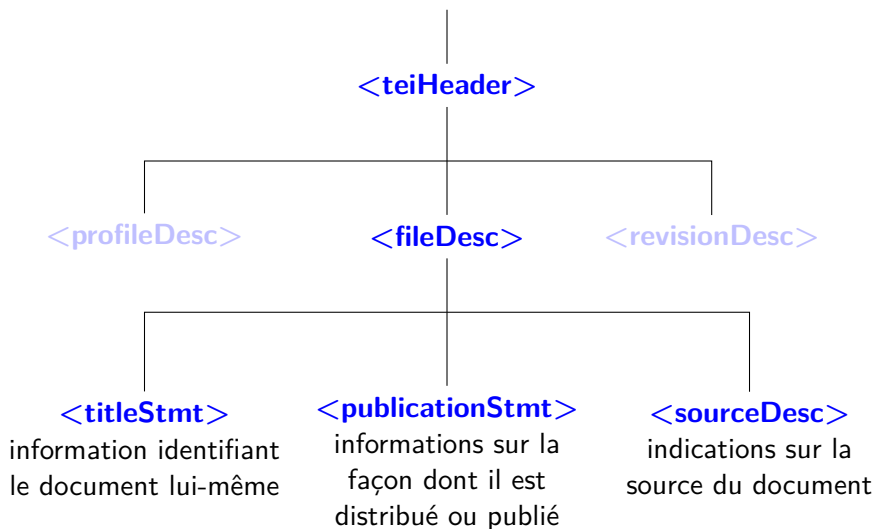 <teiHeader>
<profileDesc> <fileDesc> <revisionDesc>
<titleStmt>
information identifiant
le document lui-même
<publicationStmt>
informations sur la
façon dont il est
distribué ou publié
<sourceDesc>
indications sur la
source du document